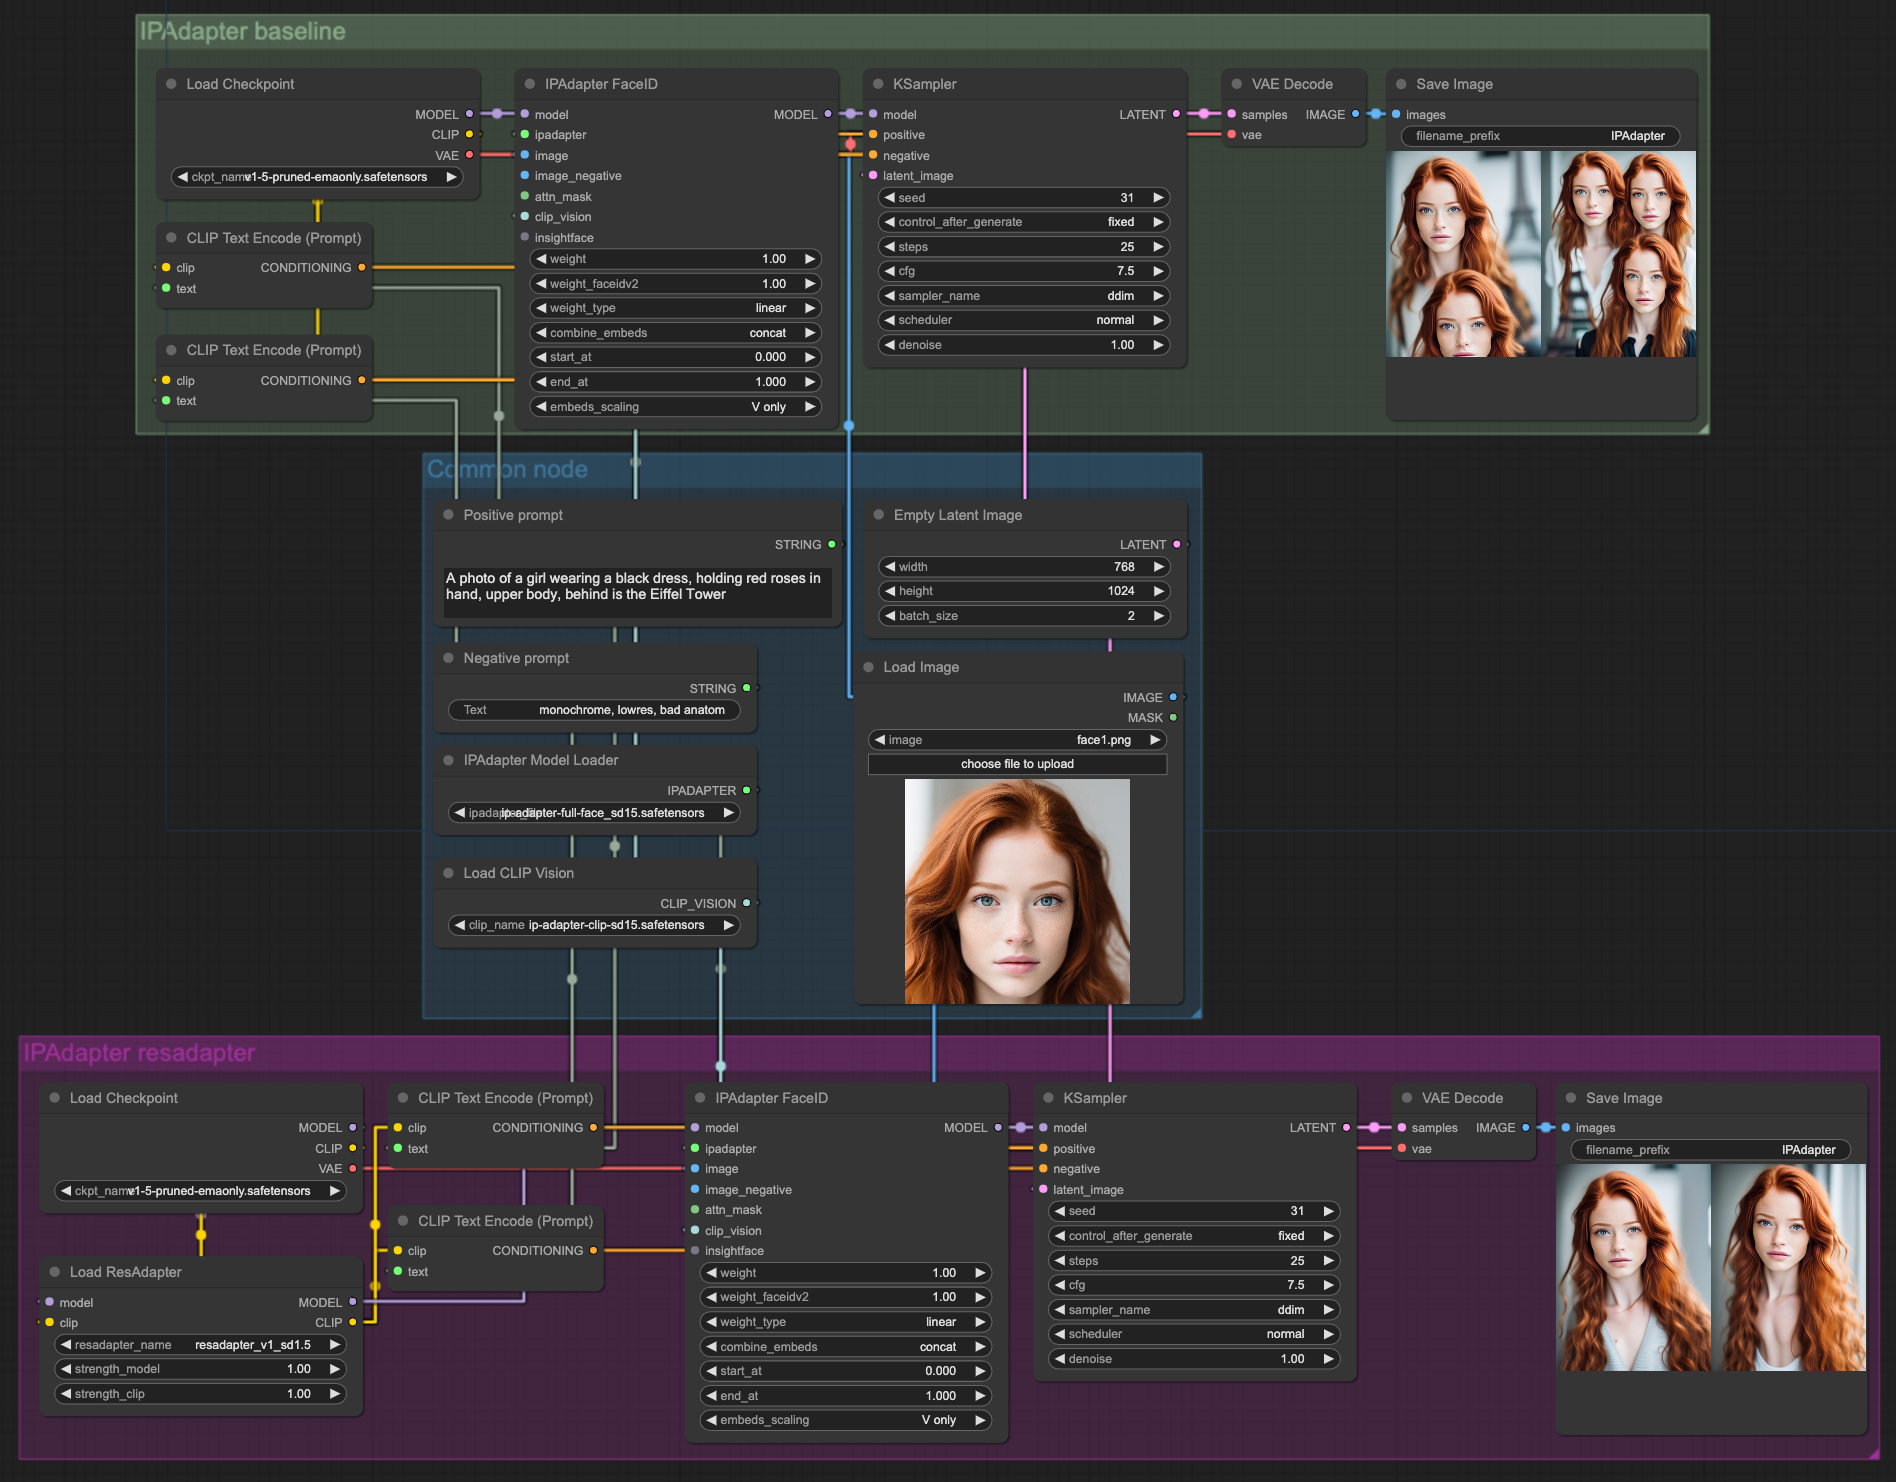 IPAdapter baseline
Load Checkpoint
MODEL
CLIP
VAE
ckpt_name v1-5-pruned-emaonly.safetensors
CLIP Text Encode (Prompt)
clip CONDITIONING
text
CLIP Text Encode (Prompt)
clip CONDITIONING
text
IPAdapter FaceID
model MODEL
ipadapter
image
image_negative
attn_mask
clip_vision
insightface
weight 1.00
weight_faceidv2 1.00
weight_type linear
combine_embeds concat
start_at 0.000
end_at 1.000
embeds_scaling V only
KSampler
model LATENT
positive
negative
latent_image
seed 31
control_after_generate fixed
steps 25
cfg 7.5
sampler_name ddim
scheduler normal
denoise 1.00
VAE Decode
samples IMAGE
vae
Save Image
images
filename_prefix IPAdapter
Common node
Positive prompt
STRING
A photo of a girl wearing a black dress, holding red roses in
hand, upper body, behind is the Eiffel Tower
Negative prompt
STRING
Text monochrome, lowres, bad anatom
IPAdapter Model Loader
IPADAPTER
ip-adapter-full-face_sd15.safetensors
Load CLIP Vision
CLIP_VISION
clip_name ip-adapter-clip-sd15.safetensors
Empty Latent Image
LATENT
width 768
height 1024
batch_size 2
Load Image
IMAGE
MASK
image face1.png
choose file to upload
IPAdapter resadapter
Load Checkpoint
MODEL
CLIP
VAE
ckpt_name v1-5-pruned-emaonly.safetensors
Load ResAdapter
model MODEL
clip CLIP
resadapter_name resadapter_v1_sd1.5
strength_model 1.00
strength_clip 1.00
CLIP Text Encode (Prompt)
clip CONDITIONING
text
CLIP Text Encode (Prompt)
clip CONDITIONING
text
IPAdapter FaceID
model MODEL
ipadapter
image
image_negative
attn_mask
clip_vision
insightface
weight 1.00
weight_faceidv2 1.00
weight_type linear
combine_embeds concat
start_at 0.000
end_at 1.000
embeds_scaling V only
KSampler
model LATENT
positive
negative
latent_image
seed 31
control_after_generate fixed
steps 25
cfg 7.5
sampler_name ddim
scheduler normal
denoise 1.00
VAE Decode
samples IMAGE
vae
Save Image
images
filename_prefix IPAdapter